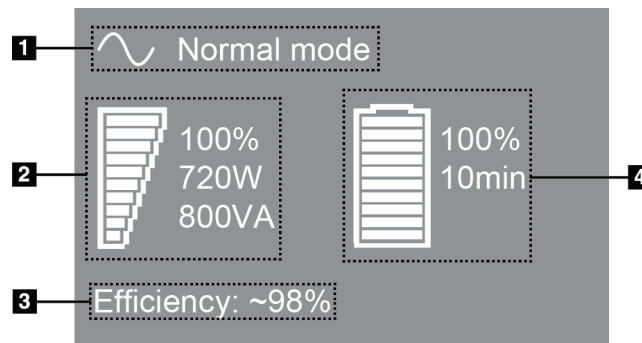 1
Normal mode
2
100%
720W
800VA
100%
10min
4
3
Efficiency: ~98%